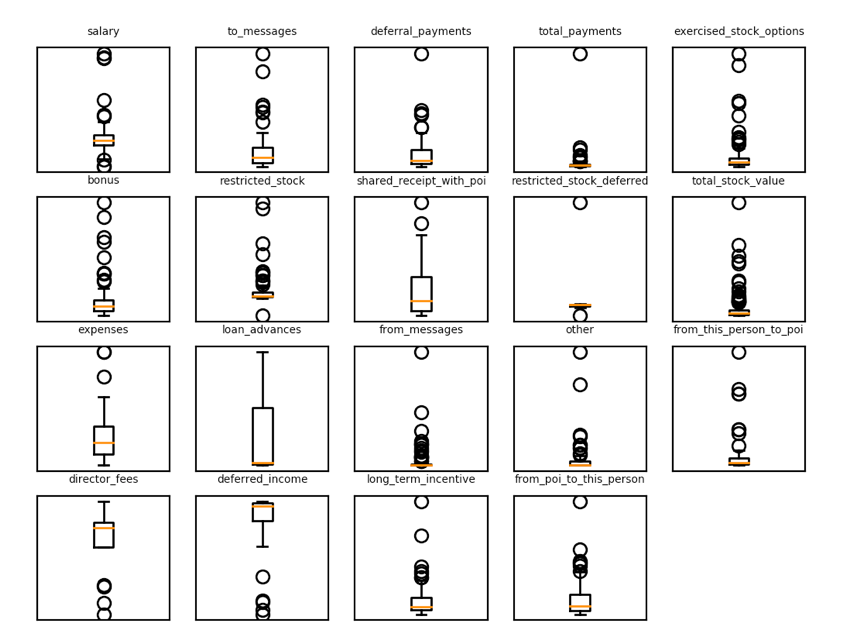 salary to_messages deferral_payments total_payments exercised_stock_options
bonus restricted_stock shared_receipt_with_poi restricted_stock_deferred total_stock_value
expenses loan_advances from_messages other from_this_person_to_poi
director_fees deferred_income long_term_incentive from_poi_to_this_person